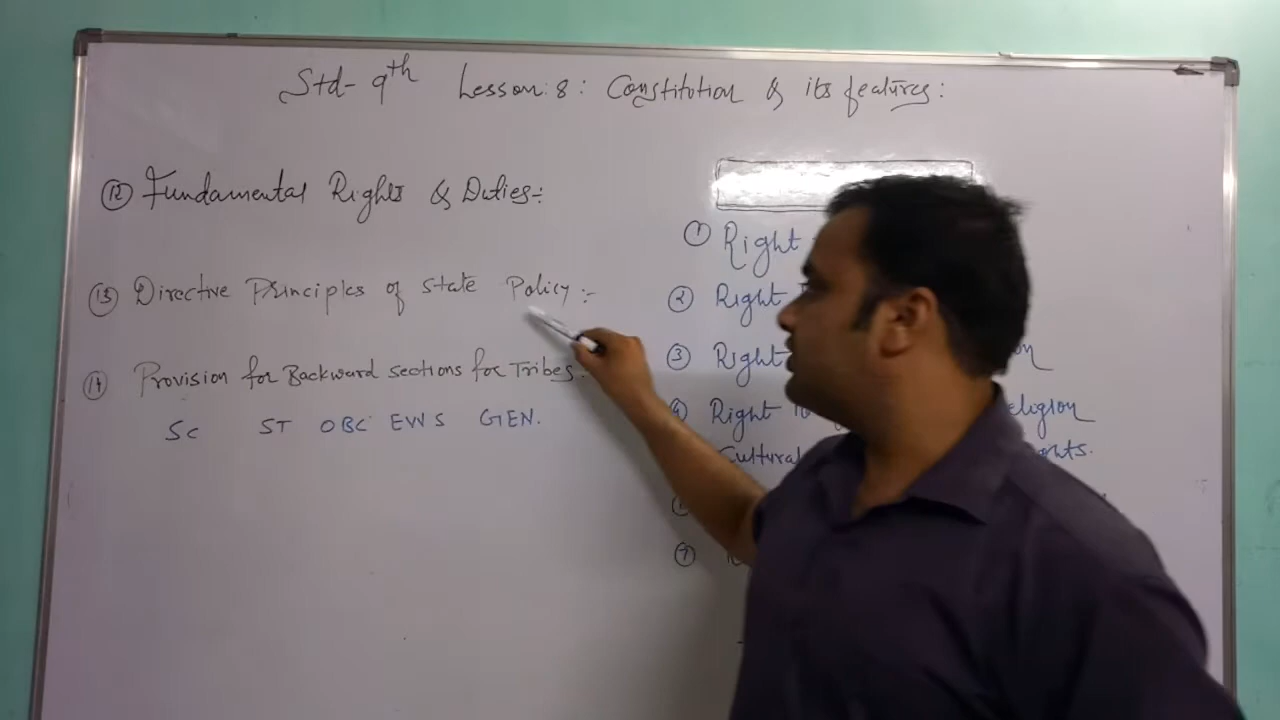 Std- 9th Lesson: 8: Constitution & its features:
⑫ Fundamental Rights & Duties:-
⑬ Directive Principles of State Policy:-
⑭ Provision for Backward sections for Tribes:
SC ST OBC EWS GEN.
① Right
② Right
③ Right
④ Right to
Cultural
⑦